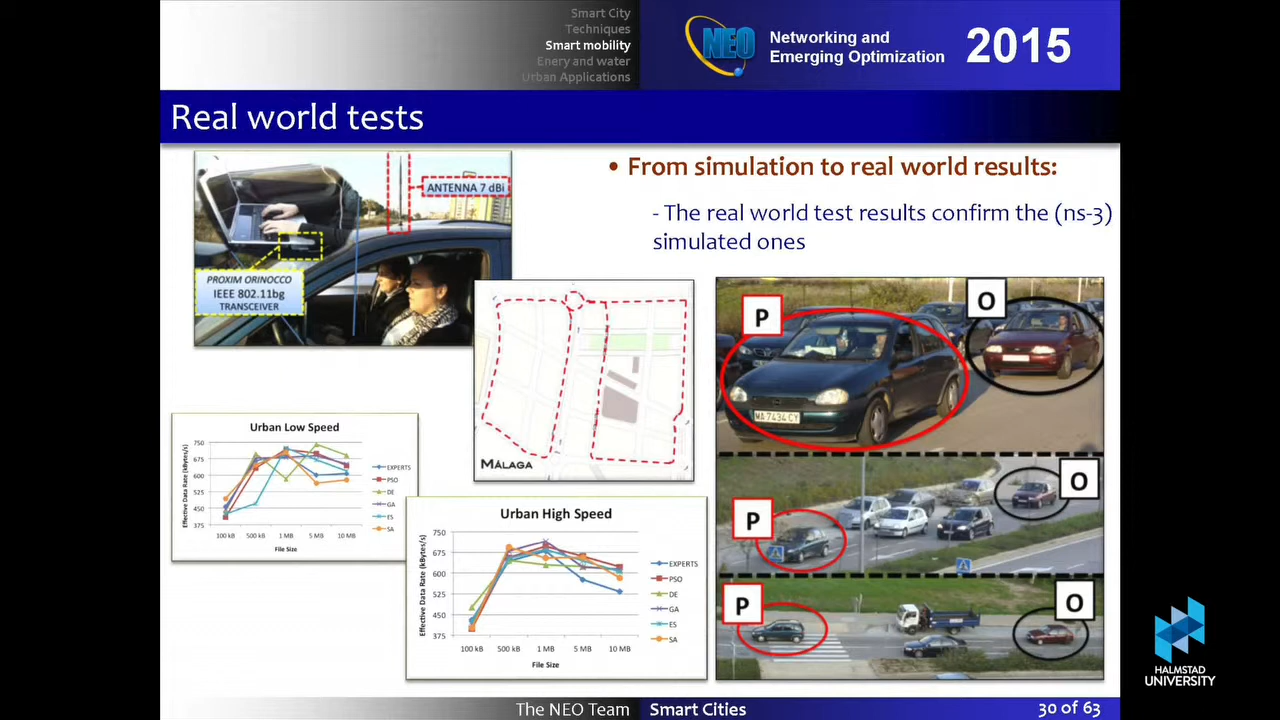 Smart City
Techniques
Smart mobility
Enery and water
Urban Applications
NEO
Networking and
Emerging Optimization
2015
Real world tests
ANTENNA 7 dBi
PROXIM ORINOCCO
IEEE 802.11bg
TRANSCEIVER
• From simulation to real world results:
- The real world test results confirm the (ns-3)
simulated ones
MÁLAGA
P
O
MA 7434 CY
P
O
P
O
Urban Low Speed
Effective Data Rate (kBytes/s)
750
675
600
525
450
375
100 kB 500 kB 1 MB 5 MB 10 MB
File Size
EXPERTS
PSO
DE
GA
ES
SA
Urban High Speed
Effective Data Rate (kBytes/s)
750
675
600
525
450
375
100 kB 500 kB 1 MB 5 MB 10 MB
File Size
EXPERTS
PSO
DE
GA
ES
SA
HALMSTAD
UNIVERSITY
The NEO Team Smart Cities 30 of 63